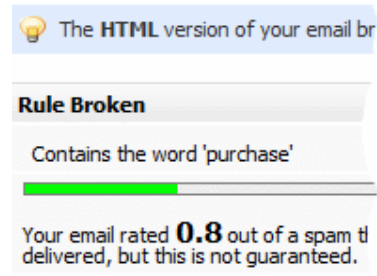 The HTML version of your email br
Rule Broken
Contains the word 'purchase'
Your email rated 0.8 out of a spam th
delivered, but this is not guaranteed.